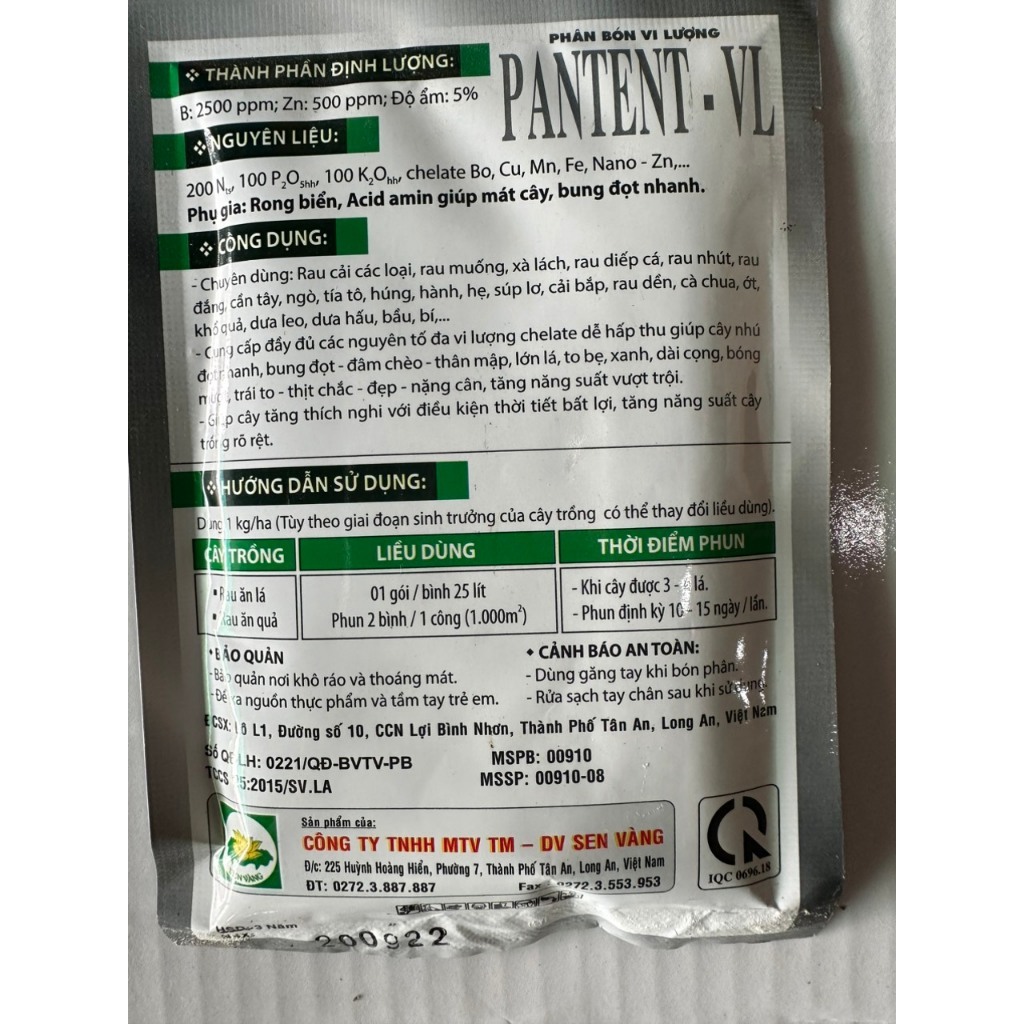 PHÂN BÓN VI LƯỢNG
PANTENT - VL
❖ THÀNH PHẦN ĐỊNH LƯỢNG:
B: 2500 ppm; Zn: 500 ppm; Độ ẩm: 5%
❖ NGUYÊN LIỆU:
200 Nts, 100 P2O5hh, 100 K2Ohh, chelate Bo, Cu, Mn, Fe, Nano - Zn,...
Phụ gia: Rong biển, Acid amin giúp mát cây, bung đọt nhanh.
❖ CÔNG DỤNG:
- Chuyên dùng: Rau cải các loại, rau muống, xà lách, rau diếp cá, rau nhút, rau
đắng, cần tây, ngò, tía tô, húng, hành, hẹ, súp lơ, cải bắp, rau dền, cà chua, ớt,
khổ quả, dưa leo, dưa hấu, bầu, bí,...
- Cung cấp đầy đủ các nguyên tố đa vi lượng chelate dễ hấp thu giúp cây nhú
đọt nhanh, bung đọt - đâm chèo - thân mập, lớn lá, to bẹ, xanh, dài cọng, bóng
trái to - thịt chắc - đẹp - nặng cân, tăng năng suất vượt trội.
- Giúp cây tăng thích nghi với điều kiện thời tiết bất lợi, tăng năng suất cây
trồng rõ rệt.
❖ HƯỚNG DẪN SỬ DỤNG:
Dùng 1 kg/ha (Tùy theo giai đoạn sinh trưởng của cây trồng có thể thay đổi liều dùng).
CÂY TRỒNG LIỀU DÙNG THỜI ĐIỂM PHUN
▪ Rau ăn lá 01 gói / bình 25 lít - Khi cây được 3 - lá.
▪ Rau ăn quả Phun 2 bình / 1 công (1.000m²) - Phun định kỳ 10 - 15 ngày / lần.
• BẢO QUẢN
- Bảo quản nơi khô ráo và thoáng mát.
- Để xa nguồn thực phẩm và tầm tay trẻ em.
♦ CẢNH BÁO AN TOÀN:
- Dùng găng tay khi bón phân.
- Rửa sạch tay chân sau khi sử dụng.
CSX: Lô L1, Đường số 10, CCN Lợi Bình Nhơn, Thành Phố Tân An, Long An, Việt Nam
Số QĐ LH: 0221/QĐ-BVTV-PB MSPB: 00910
TCCS 25:2015/SV.LA MSSP: 00910-08
Sản phẩm của:
CÔNG TY TNHH MTV TM – DV SEN VÀNG
Đ/c: 225 Huỳnh Hoàng Hiển, Phường 7, Thành Phố Tân An, Long An, Việt Nam
ĐT: 0272.3.887.887 Fax: 0272.3.553.953
IQC 0696.18
HSD: 3 Năm
200922